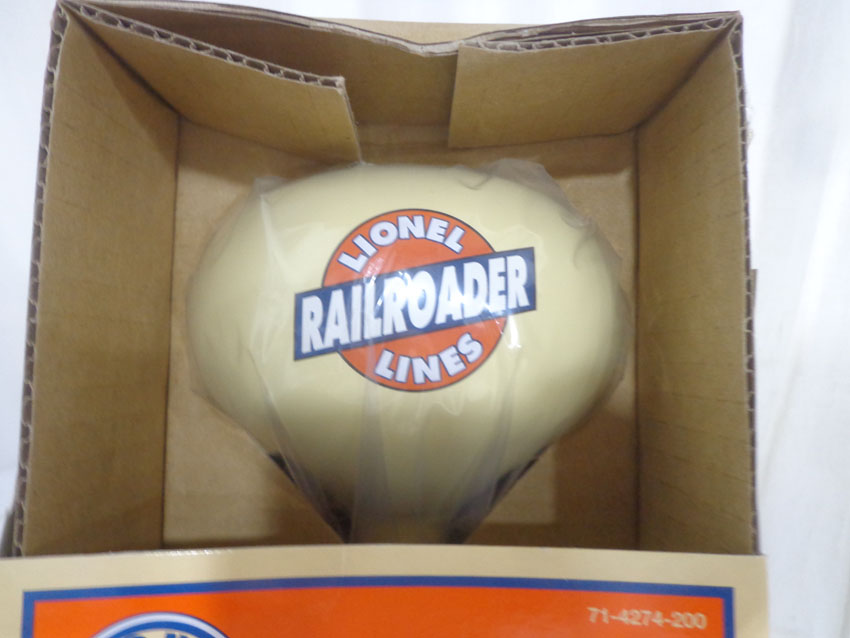 LIONEL
RAILROADER
LINES
71-4274-200